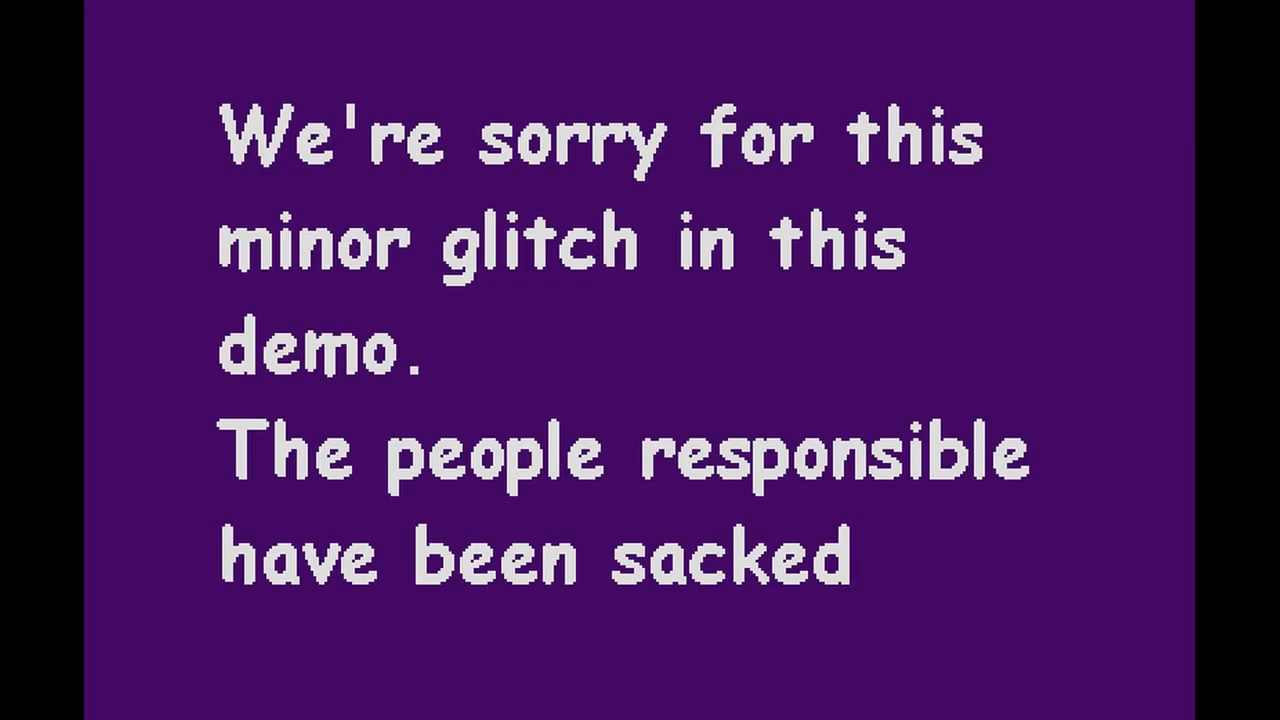 We're sorry for this
minor glitch in this
demo.
The people responsible
have been sacked